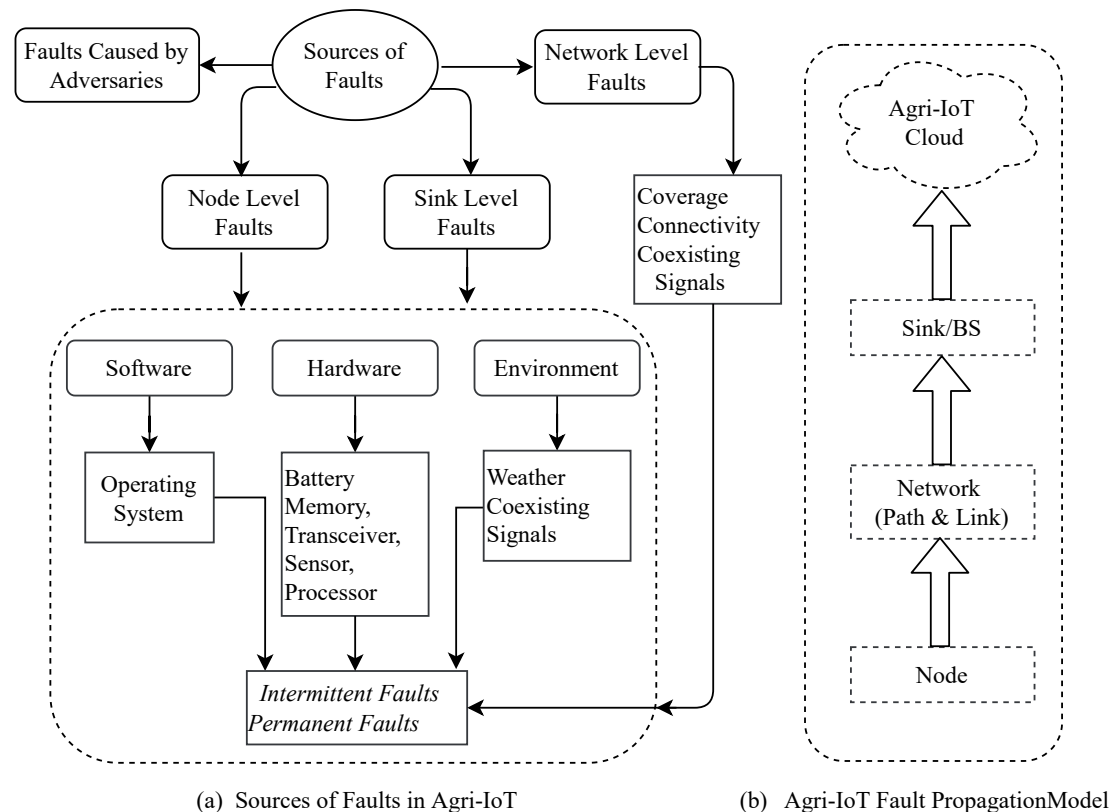 Faults Caused by
Adversaries
Sources of
Faults
Network Level
Faults
Node Level
Faults
Sink Level
Faults
Coverage
Connectivity
Coexisting
Signals
Software
Hardware
Environment
Operating
System
Battery
Memory,
Transceiver,
Sensor,
Processor
Weather
Coexisting
Signals
Intermittent Faults
Permanent Faults
(a) Sources of Faults in Agri-IoT
Agri-IoT
Cloud
Sink/BS
Network
(Path & Link)
Node
(b) Agri-IoT Fault PropagationModel